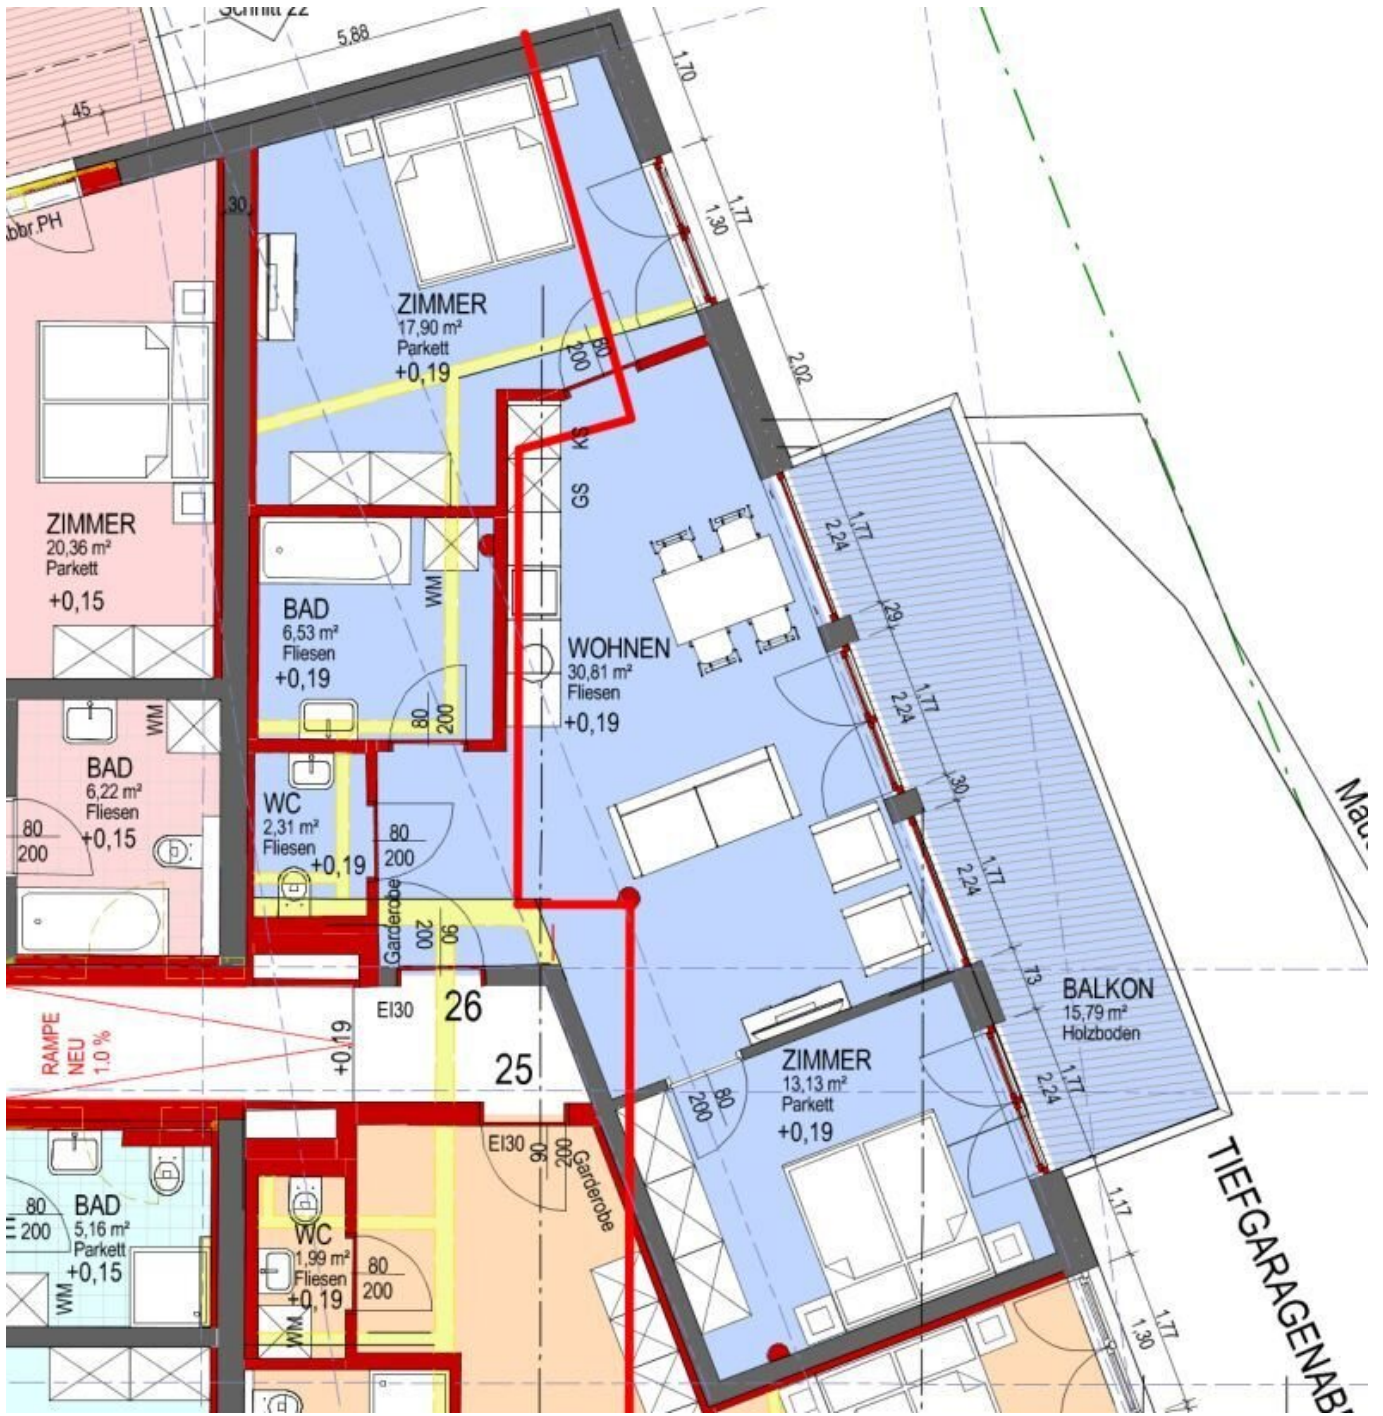 Schnitt 22
5,88
1,70
45
30
Abbr.PH
1,77
1,30
ZIMMER
17,90 m²
Parkett
+0,19
80
200
2,02
KS
GS
ZIMMER
20,36 m²
Parkett
+0,15
1,77
2,24
29
BAD
6,53 m²
Fliesen
+0,19
WM
80
200
WOHNEN
30,81 m²
Fliesen
+0,19
1,77
2,24
WM
BAD
6,22 m²
Fliesen
+0,15
80
200
WC
2,31 m²
Fliesen
+0,19
80
200
30
1,77
2,24
Garderobe
90
200
73
BALKON
15,79 m²
Holzboden
RAMPE
NEU
1.0 %
+0,19
EI30
26
25
ZIMMER
13,13 m²
Parkett
+0,19
80
200
1,77
2,24
EI30
90
200
Garderobe
BAD
5,16 m²
Parkett
+0,15
80
200
WM
WC
1,99 m²
Fliesen
+0,19
80
200
WM
1,17
1,77
1,30